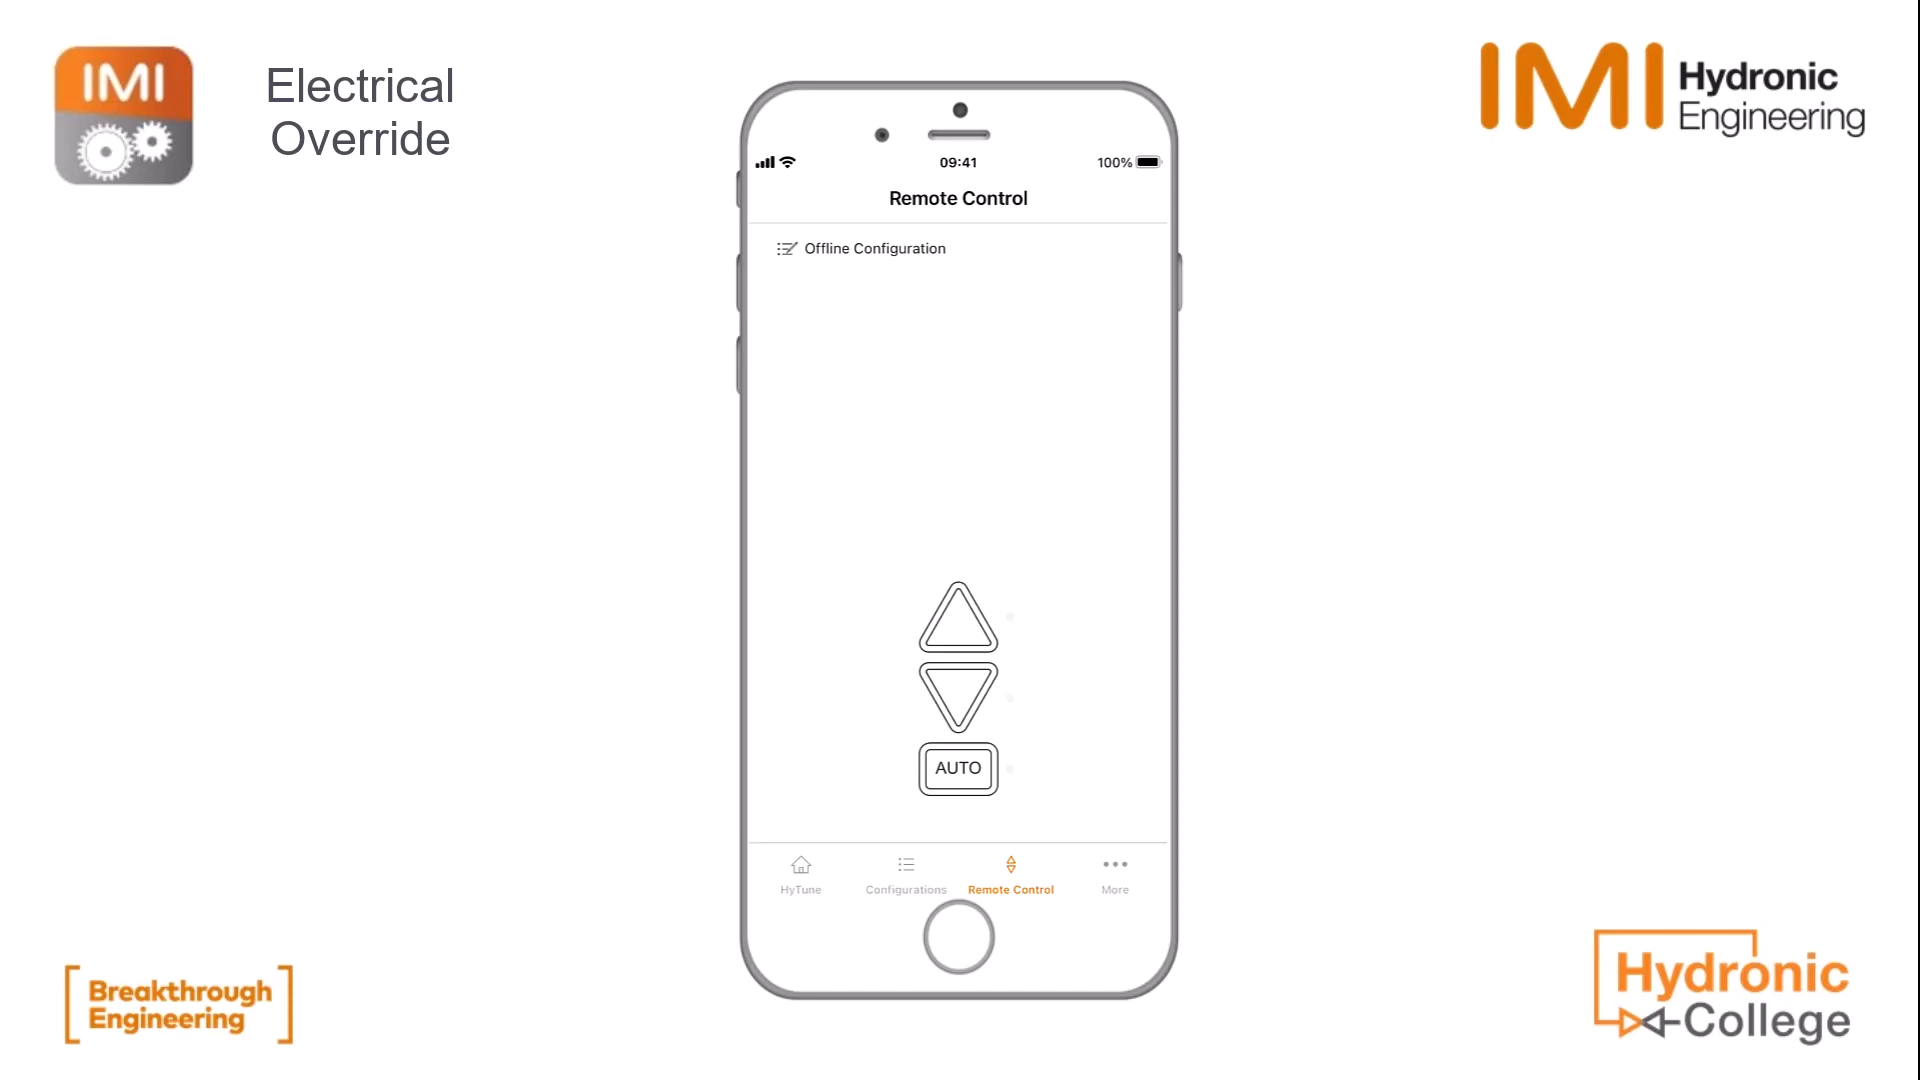 IMI
Electrical
Override
IMI Hydronic
Engineering
09:41
100%
Remote Control
Offline Configuration
AUTO
HyTune
Configurations
Remote Control
More
Breakthrough
Engineering
Hydronic
College